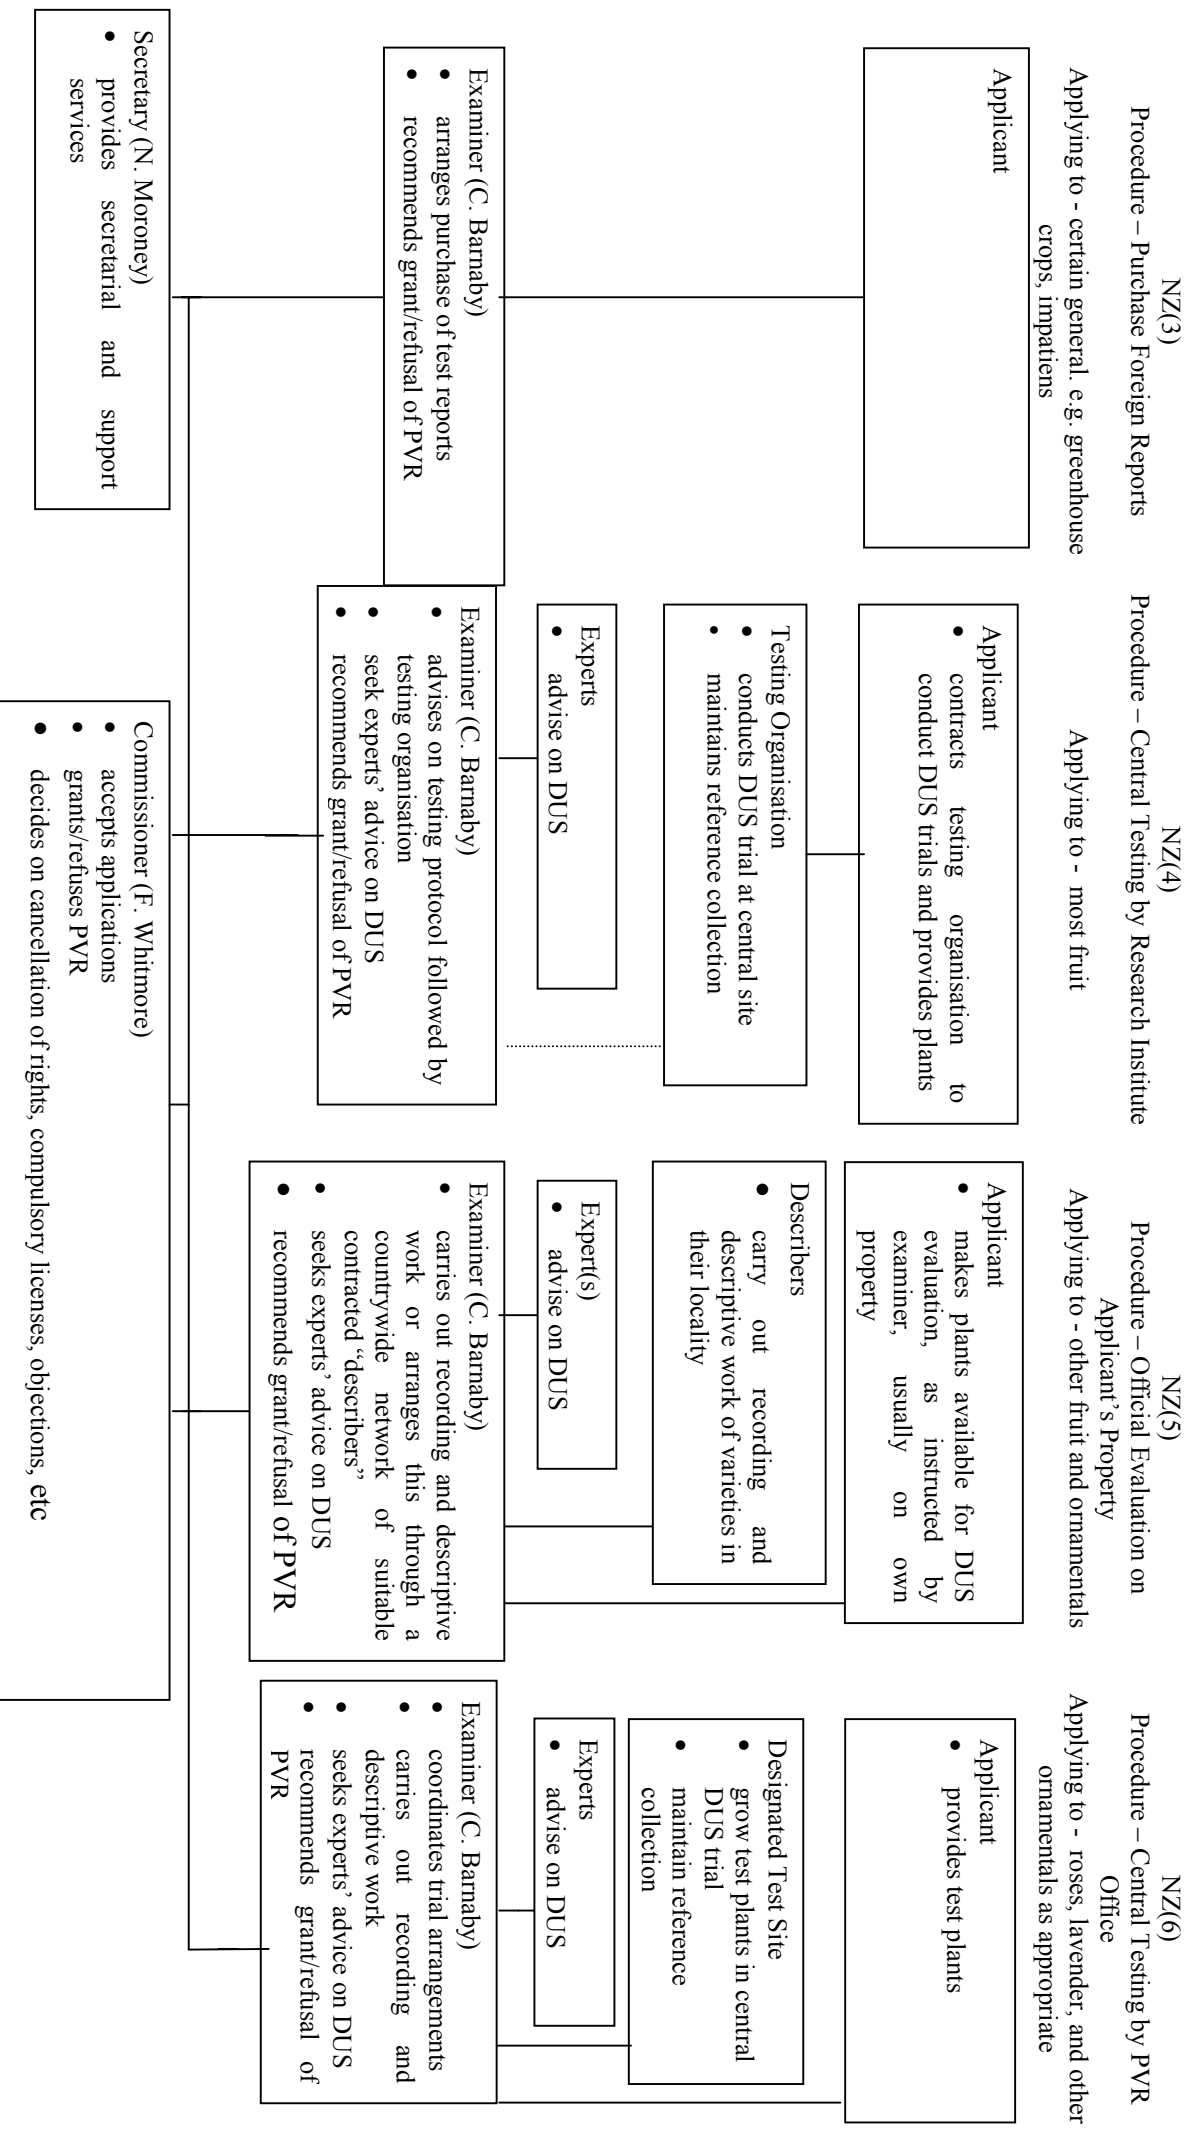 NZ(3)
Procedure – Purchase Foreign Reports
Applying to - certain general. e.g. greenhouse
crops, impatiens
Applicant
Examiner (C. Barnaby)
• arranges purchase of test reports
• recommends grant/refusal of PVR
Secretary (N. Moroney)
• provides secretarial and support
services
NZ(4)
Procedure – Central Testing by Research Institute
Applying to - most fruit
Applicant
• contracts testing organisation to
conduct DUS trials and provides plants
Testing Organisation
• conducts DUS trial at central site
• maintains reference collection
Experts
• advise on DUS
Examiner (C. Barnaby)
• advises on testing protocol followed by
testing organisation
• seek experts’ advice on DUS
• recommends grant/refusal of PVR
Commissioner (F. Whitmore)
• accepts applications
• grants/refuses PVR
• decides on cancellation of rights, compulsory licenses, objections, etc
NZ(5)
Procedure – Official Evaluation on
Applicant’s Property
Applying to - other fruit and ornamentals
Applicant
• makes plants available for DUS
evaluation, as instructed by
examiner, usually on own
property
Describers
• carry out recording and
descriptive work of varieties in
their locality
Expert(s)
• advise on DUS
Examiner (C. Barnaby)
• carries out recording and descriptive
work or arranges this through a
countrywide network of suitable
contracted “describers”
• seeks experts’ advice on DUS
• recommends grant/refusal of PVR
NZ(6)
Procedure – Central Testing by PVR
Office
Applying to - roses, lavender, and other
ornamentals as appropriate
Applicant
• provides test plants
Designated Test Site
• grow test plants in central
DUS trial
• maintain reference
collection
Experts
• advise on DUS
Examiner (C. Barnaby)
• coordinates trial arrangements
• carries out recording and
descriptive work
• seeks experts’ advice on DUS
• recommends grant/refusal of
PVR